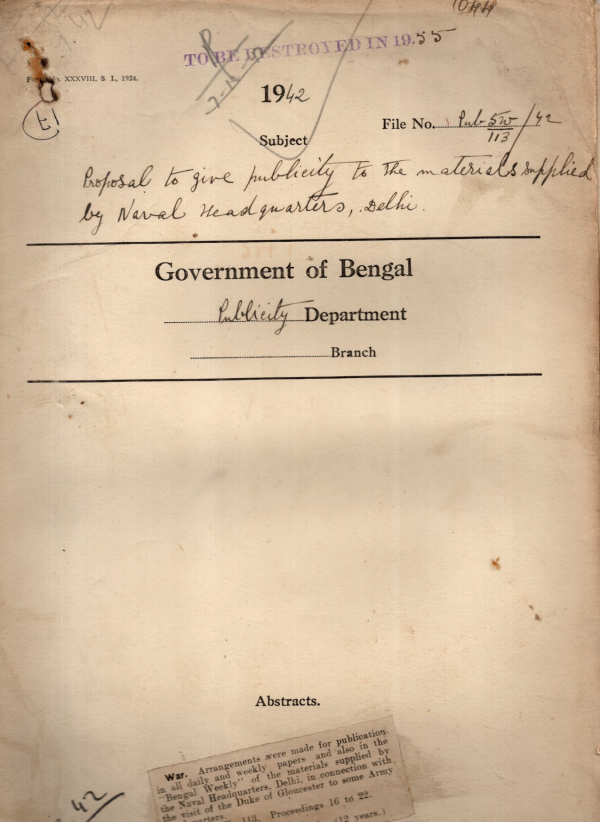 TO BE DESTROYED IN 19.55
XXXVIII. S. I., 1924.
1942
File No. Pub 5W/113/42
Subject
Proposal to give publicity to the materials supplied
by Naval Headquarters, Delhi.
Government of Bengal
Publicity Department
Branch
Abstracts.
War. Arrangements were made for publication
in all daily and weekly papers and also in the
"Bengal Weekly" of the materials supplied by
the Naval Headquarters, Delhi, in connection with
the visit of the Duke of Gloucester to some Army
113. Proceedings 16 to 22.
(12 years.)
42